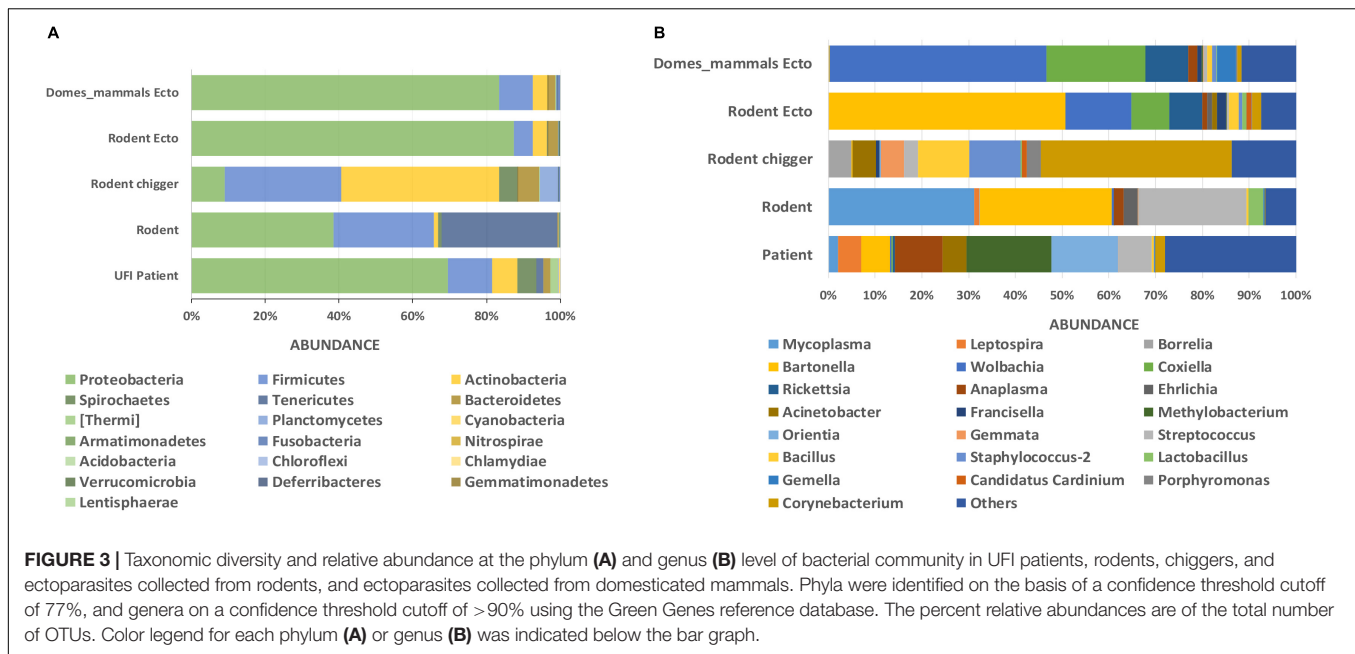 A
Domes_mammals Ecto
Rodent Ecto
Rodent chigger
Rodent
UFI Patient
0% 20% 40% 60% 80% 100%
ABUNDANCE
Proteobacteria Firmicutes Actinobacteria
Spirochaetes Tenericutes Bacteroidetes
[Thermi] Planctomycetes Cyanobacteria
Armatimonadetes Fusobacteria Nitrospirae
Acidobacteria Chloroflexi Chlamydiae
Verrucomicrobia Deferribacteres Gemmatimonadetes
Lentisphaerae
B
Domes_mammals Ecto
Rodent Ecto
Rodent chigger
Rodent
Patient
0% 10% 20% 30% 40% 50% 60% 70% 80% 90% 100%
ABUNDANCE
Mycoplasma Leptospira Borrelia
Bartonella Wolbachia Coxiella
Rickettsia Anaplasma Ehrlichia
Acinetobacter Francisella Methylobacterium
Orientia Gemmata Streptococcus
Bacillus Staphylococcus-2 Lactobacillus
Gemella Candidatus Cardinium Porphyromonas
Corynebacterium Others
FIGURE 3 | Taxonomic diversity and relative abundance at the phylum (A) and genus (B) level of bacterial community in UFI patients, rodents, chiggers, and
ectoparasites collected from rodents, and ectoparasites collected from domesticated mammals. Phyla were identified on the basis of a confidence threshold cutoff
of 77%, and genera on a confidence threshold cutoff of >90% using the Green Genes reference database. The percent relative abundances are of the total number
of OTUs. Color legend for each phylum (A) or genus (B) was indicated below the bar graph.